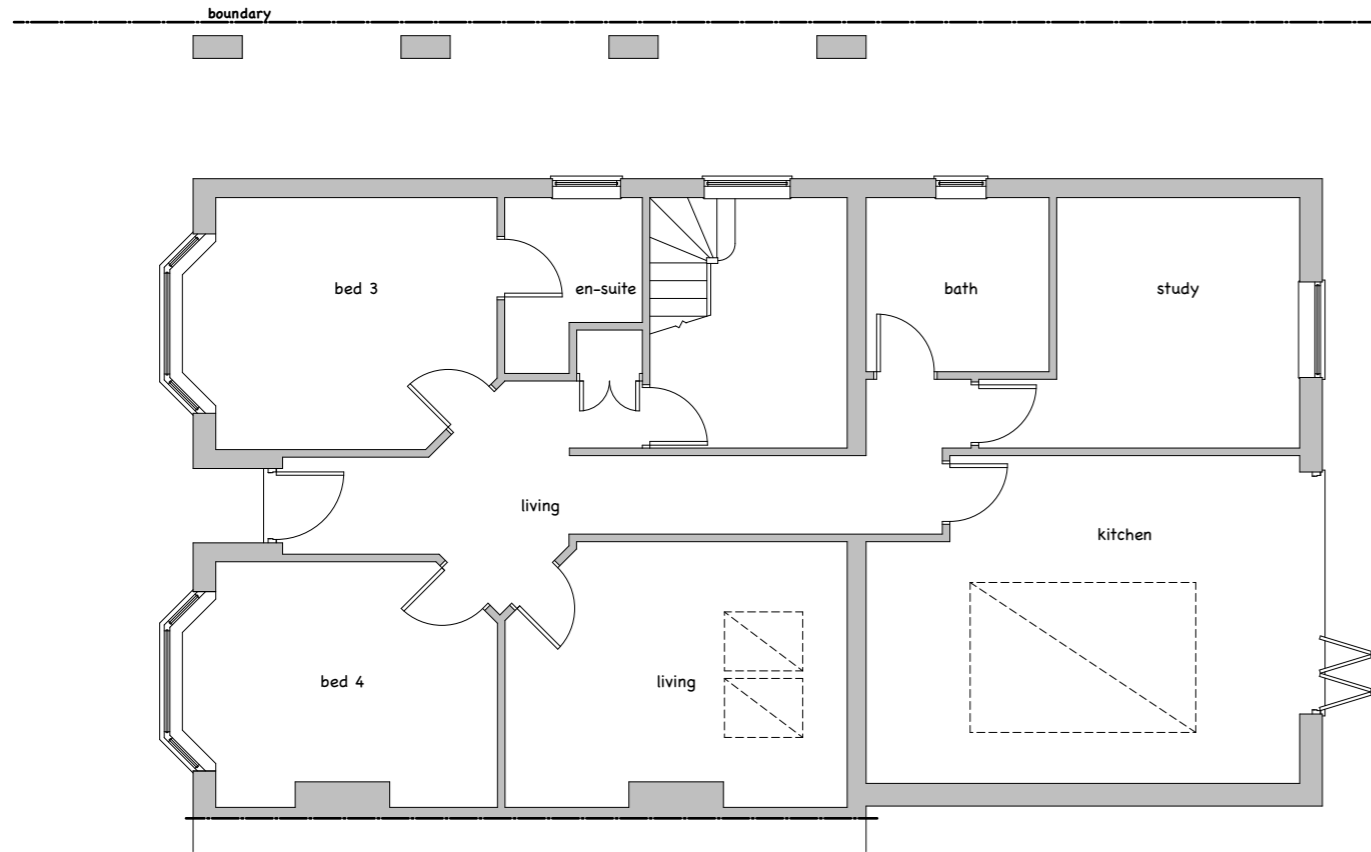 boundary
bed 3
en-suite
bath
study
living
kitchen
bed 4
living